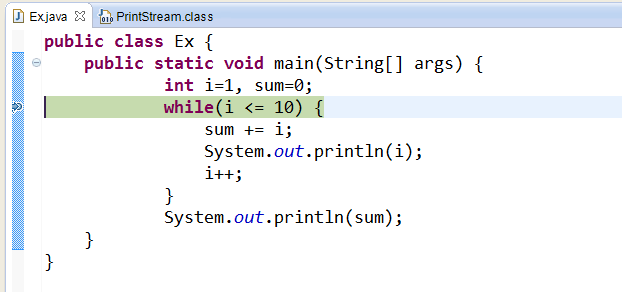 Ex.java PrintStream.class
public class Ex {
    public static void main(String[] args) {
            int i=1, sum=0;
            while(i <= 10) {
                sum += i;
                System.out.println(i);
                i++;
            }
            System.out.println(sum);
    }
}